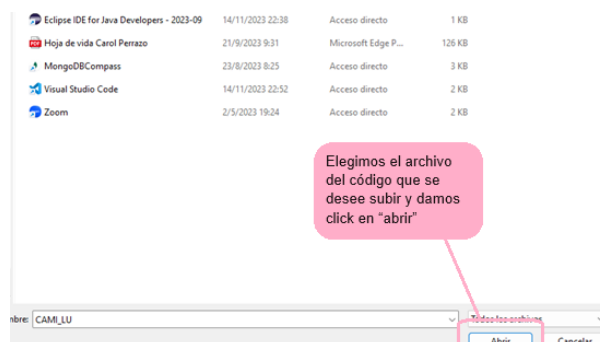 Eclipse IDE for Java Developers - 2023-09 14/11/2023 22:38 Acceso directo 1 KB
Hoja de vida Carol Perrazo 21/9/2023 9:31 Microsoft Edge P... 126 KB
MongoDBCompass 23/8/2023 8:25 Acceso directo 3 KB
Visual Studio Code 14/11/2023 22:52 Acceso directo 2 KB
Zoom 2/5/2023 19:24 Acceso directo 2 KB
Elegimos el archivo
del código que se
desee subir y damos
click en “abrir”
mbre: CAMI_LU Todos los archivos
Abrir Cancelar